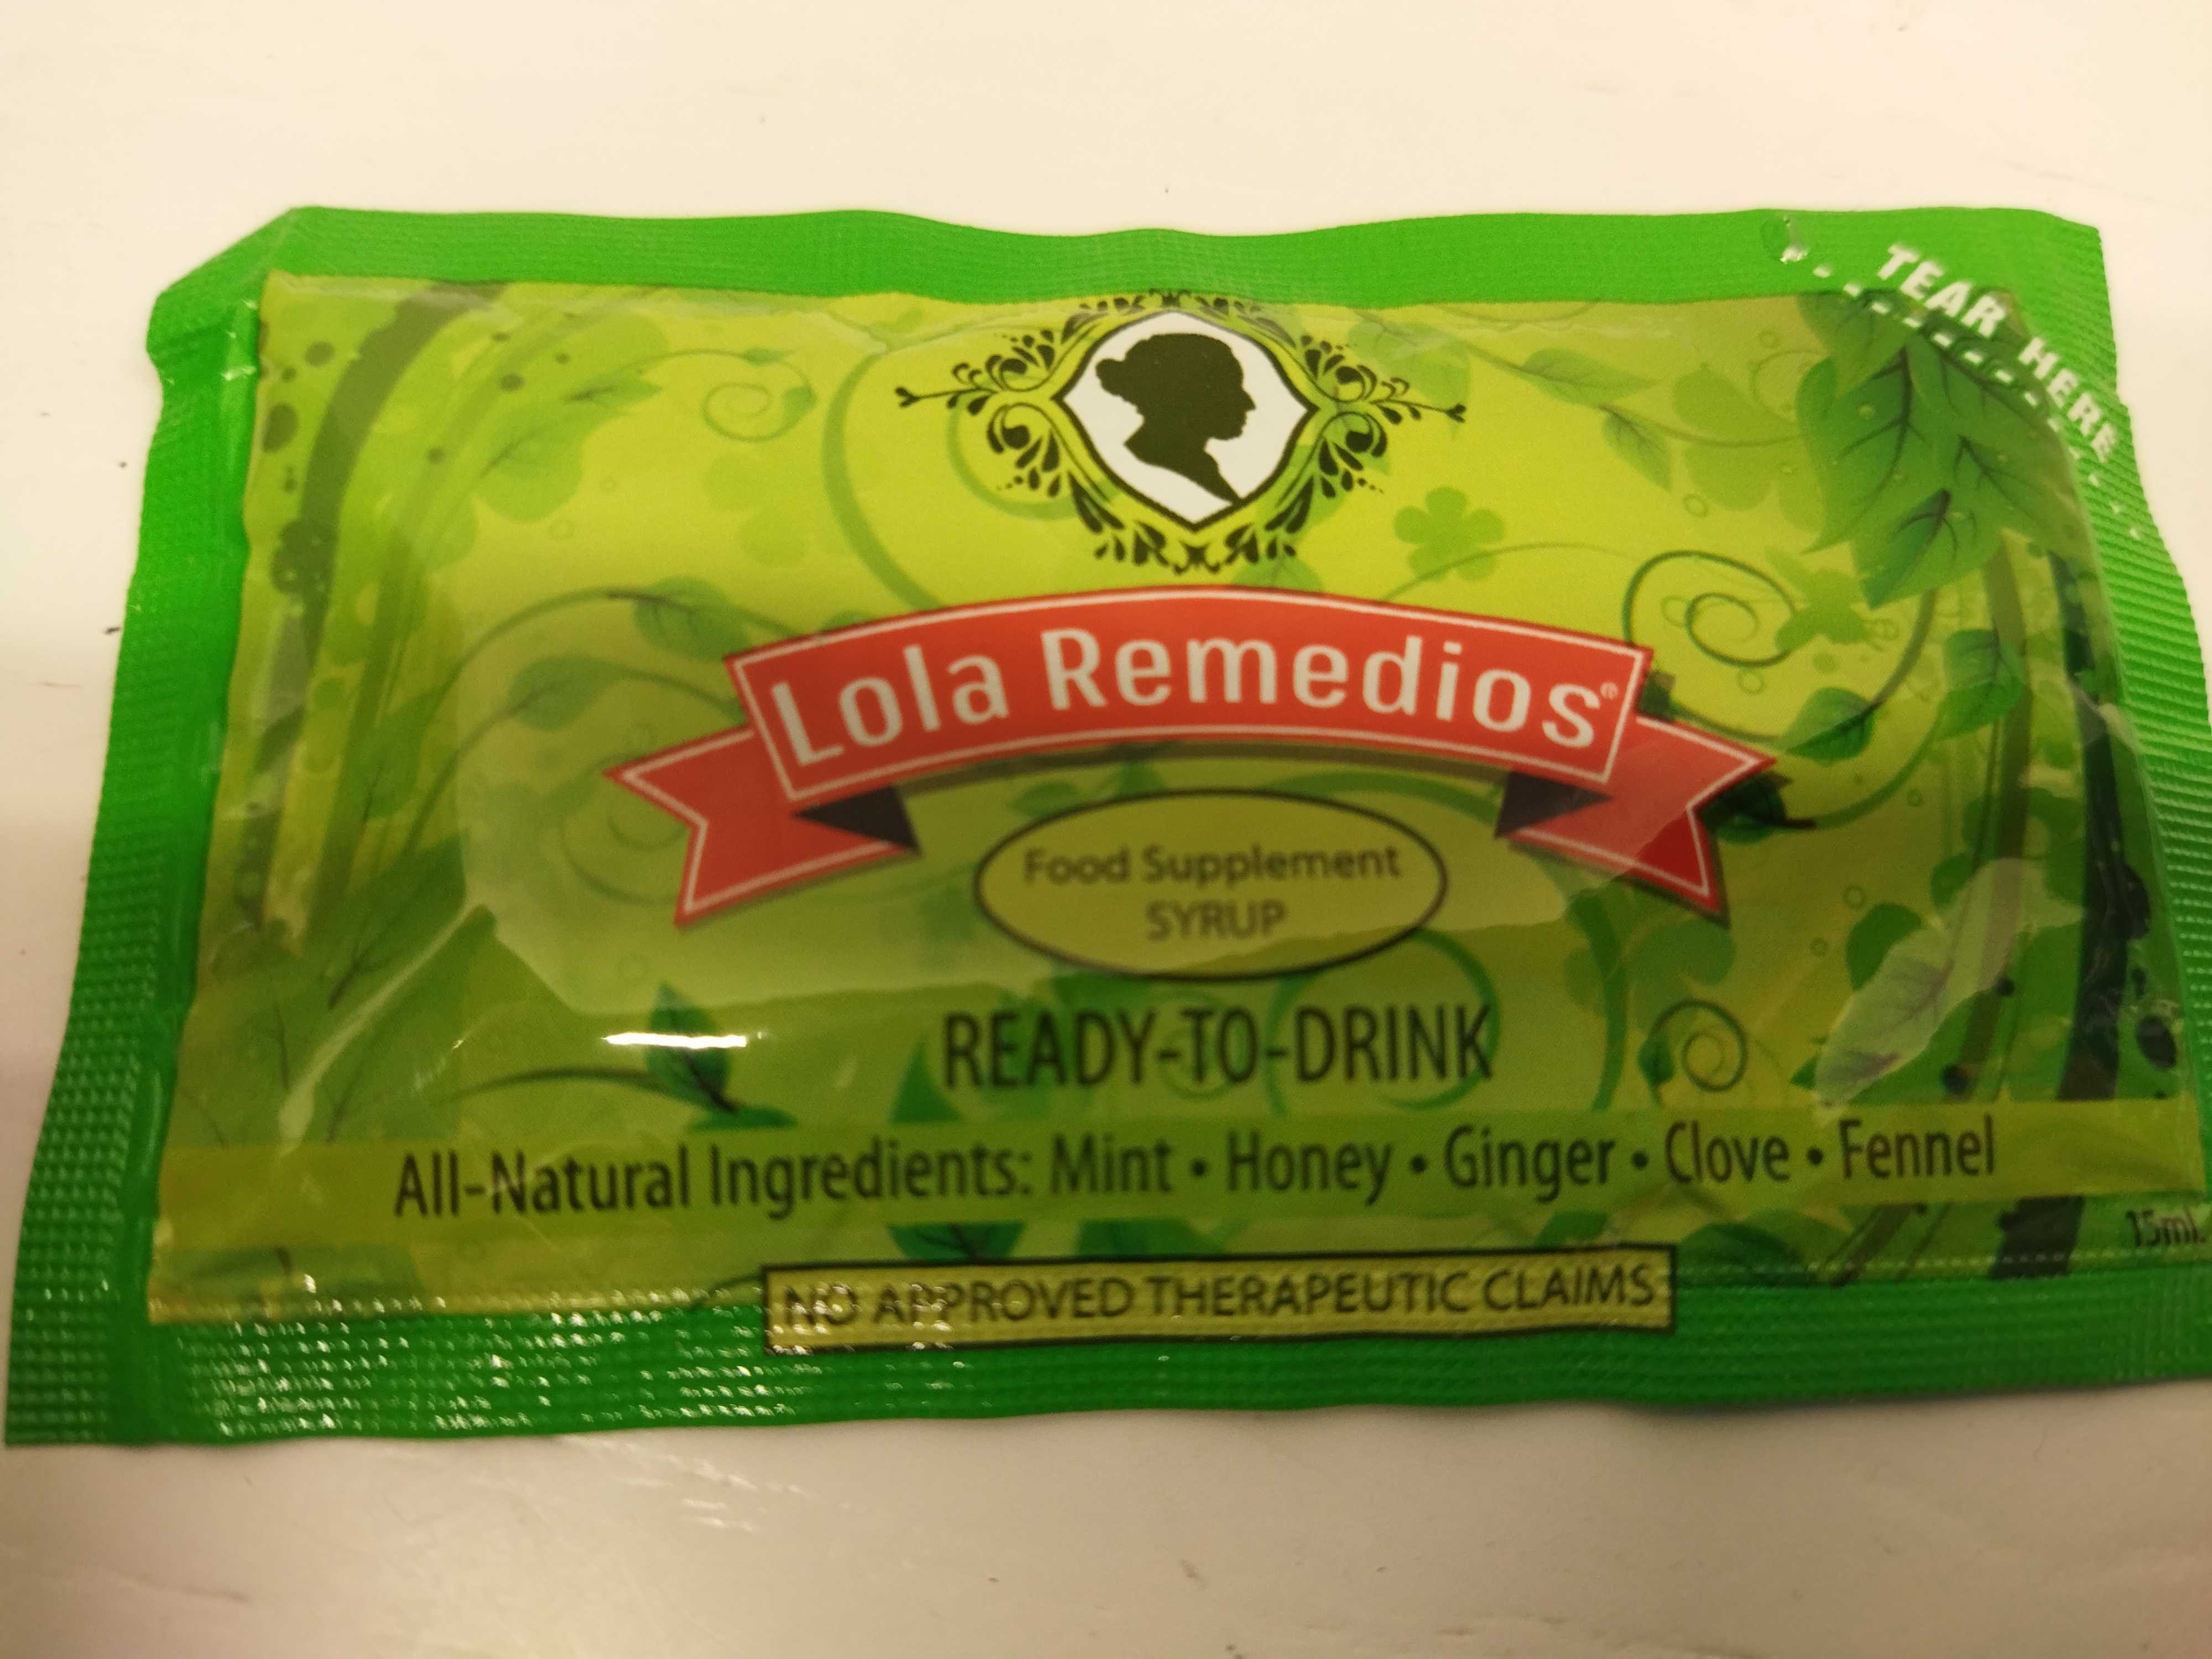 TEAR HERE
Lola Remedios®
Food Supplement
SYRUP
READY-TO-DRINK
All-Natural Ingredients: Mint • Honey • Ginger • Clove • Fennel
15mL
NO APPROVED THERAPEUTIC CLAIMS